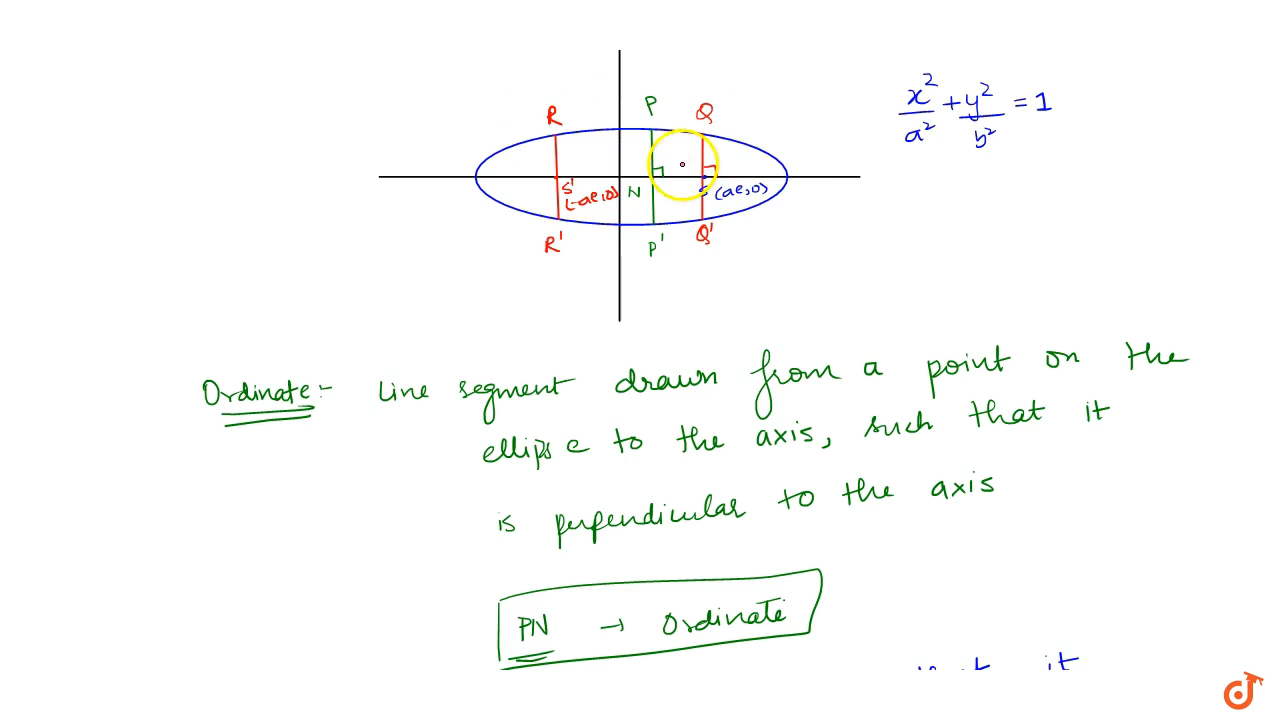 R P Q
x²/a² + y²/b² = 1
S' (-ae,0) N S (ae,0)
R' P' Q'
Ordinate:- Line segment drawn from a point on the
ellipse to the axis, such that it
is perpendicular to the axis
PN → Ordinate
it